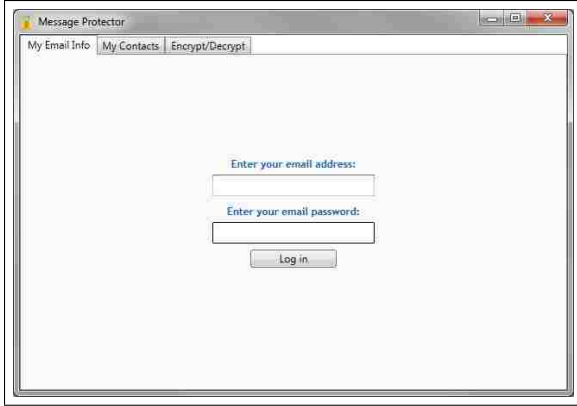 Message Protector
My Email Info My Contacts Encrypt/Decrypt
Enter your email address:
Enter your email password:
Log in